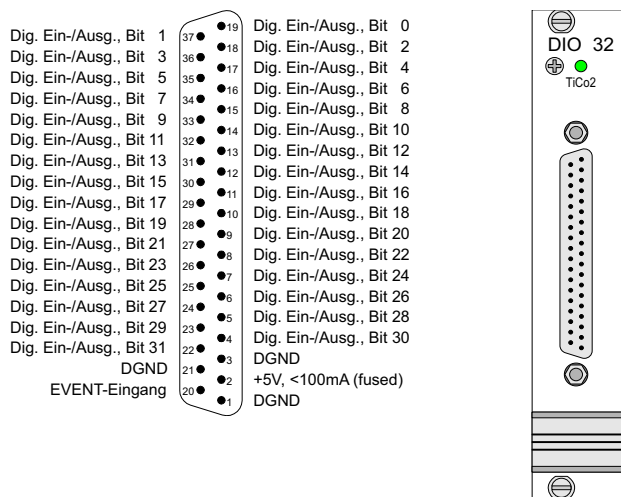 Dig. Ein-/Ausg., Bit 1 37 19 Dig. Ein-/Ausg., Bit 0
Dig. Ein-/Ausg., Bit 3 36 18 Dig. Ein-/Ausg., Bit 2
Dig. Ein-/Ausg., Bit 5 35 17 Dig. Ein-/Ausg., Bit 4
Dig. Ein-/Ausg., Bit 7 34 16 Dig. Ein-/Ausg., Bit 6
Dig. Ein-/Ausg., Bit 9 33 15 Dig. Ein-/Ausg., Bit 8
Dig. Ein-/Ausg., Bit 11 32 14 Dig. Ein-/Ausg., Bit 10
Dig. Ein-/Ausg., Bit 13 31 13 Dig. Ein-/Ausg., Bit 12
Dig. Ein-/Ausg., Bit 15 30 12 Dig. Ein-/Ausg., Bit 14
Dig. Ein-/Ausg., Bit 17 29 11 Dig. Ein-/Ausg., Bit 16
Dig. Ein-/Ausg., Bit 19 28 10 Dig. Ein-/Ausg., Bit 18
Dig. Ein-/Ausg., Bit 21 27 9 Dig. Ein-/Ausg., Bit 20
Dig. Ein-/Ausg., Bit 23 26 8 Dig. Ein-/Ausg., Bit 22
Dig. Ein-/Ausg., Bit 25 25 7 Dig. Ein-/Ausg., Bit 24
Dig. Ein-/Ausg., Bit 27 24 6 Dig. Ein-/Ausg., Bit 26
Dig. Ein-/Ausg., Bit 29 23 5 Dig. Ein-/Ausg., Bit 28
Dig. Ein-/Ausg., Bit 31 22 4 Dig. Ein-/Ausg., Bit 30
DGND 21 3 DGND
EVENT-Eingang 20 2 +5V, <100mA (fused)
1 DGND
DIO 32
TiCo2